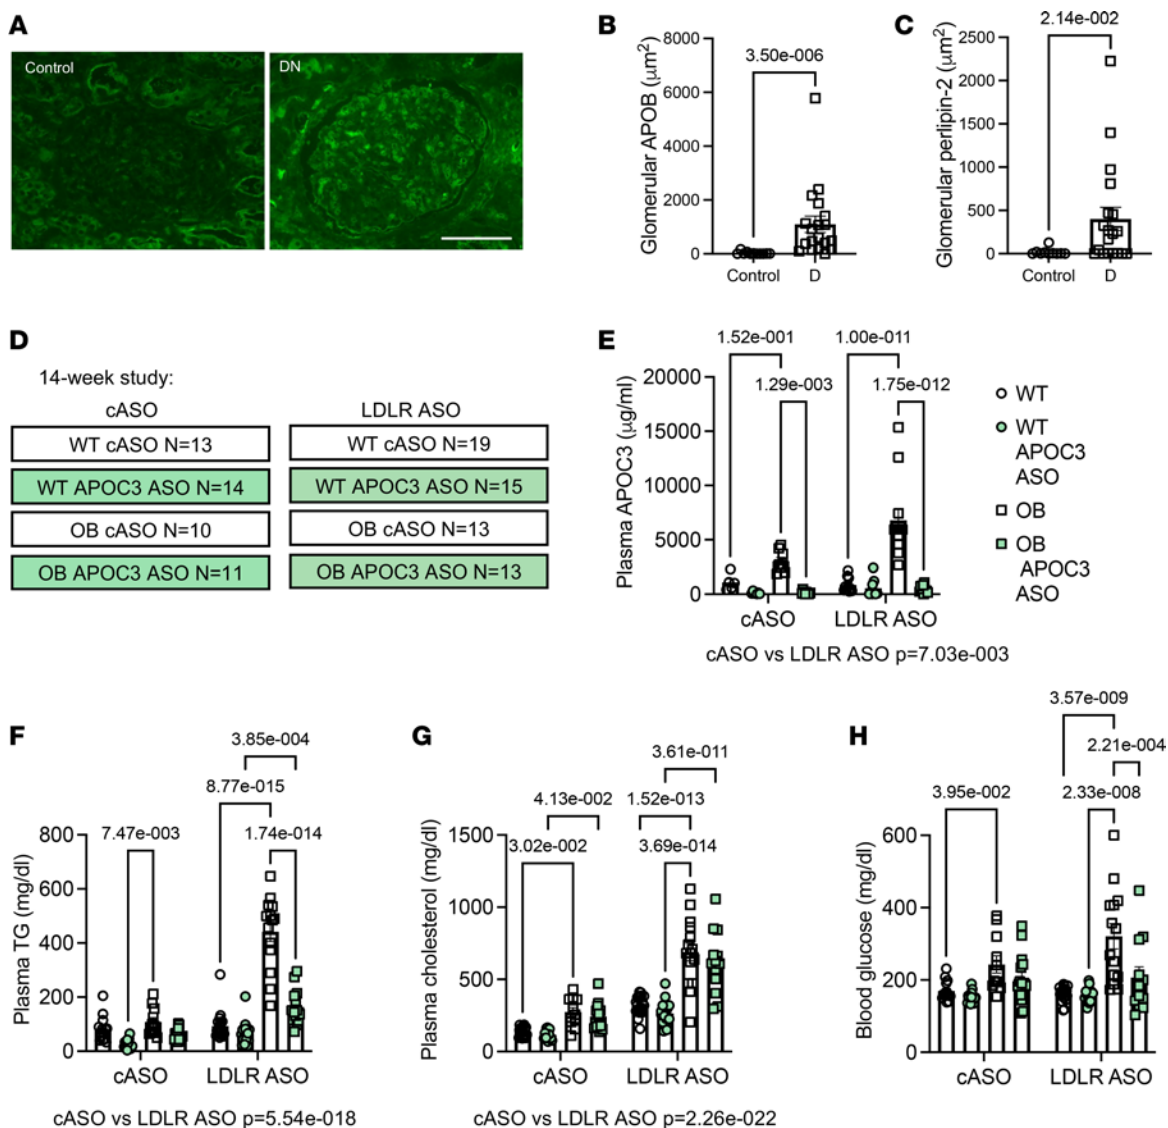 A
Control
DN
B
3.50e-006
Glomerular APOB (μm²)
8000
6000
4000
2000
0
Control
D
C
2.14e-002
Glomerular perlipin-2 (μm²)
2500
2000
1500
1000
500
0
Control
D
D
14-week study:
cASO
WT cASO N=13
WT APOC3 ASO N=14
OB cASO N=10
OB APOC3 ASO N=11
LDLR ASO
WT cASO N=19
WT APOC3 ASO N=15
OB cASO N=13
OB APOC3 ASO N=13
E
1.52e-001
1.00e-011
1.29e-003
1.75e-012
Plasma APOC3 (μg/ml)
20000
15000
10000
5000
0
cASO
LDLR ASO
cASO vs LDLR ASO p=7.03e-003
WT
WT
APOC3
ASO
OB
OB
APOC3
ASO
F
3.85e-004
8.77e-015
7.47e-003
1.74e-014
Plasma TG (mg/dl)
800
600
400
200
0
cASO
LDLR ASO
cASO vs LDLR ASO p=5.54e-018
G
3.61e-011
4.13e-002
1.52e-013
3.02e-002
3.69e-014
Plasma cholesterol (mg/dl)
1500
1000
500
0
cASO
LDLR ASO
cASO vs LDLR ASO p=2.26e-022
H
3.57e-009
2.21e-004
3.95e-002
2.33e-008
Blood glucose (mg/dl)
600
400
200
0
cASO
LDLR ASO